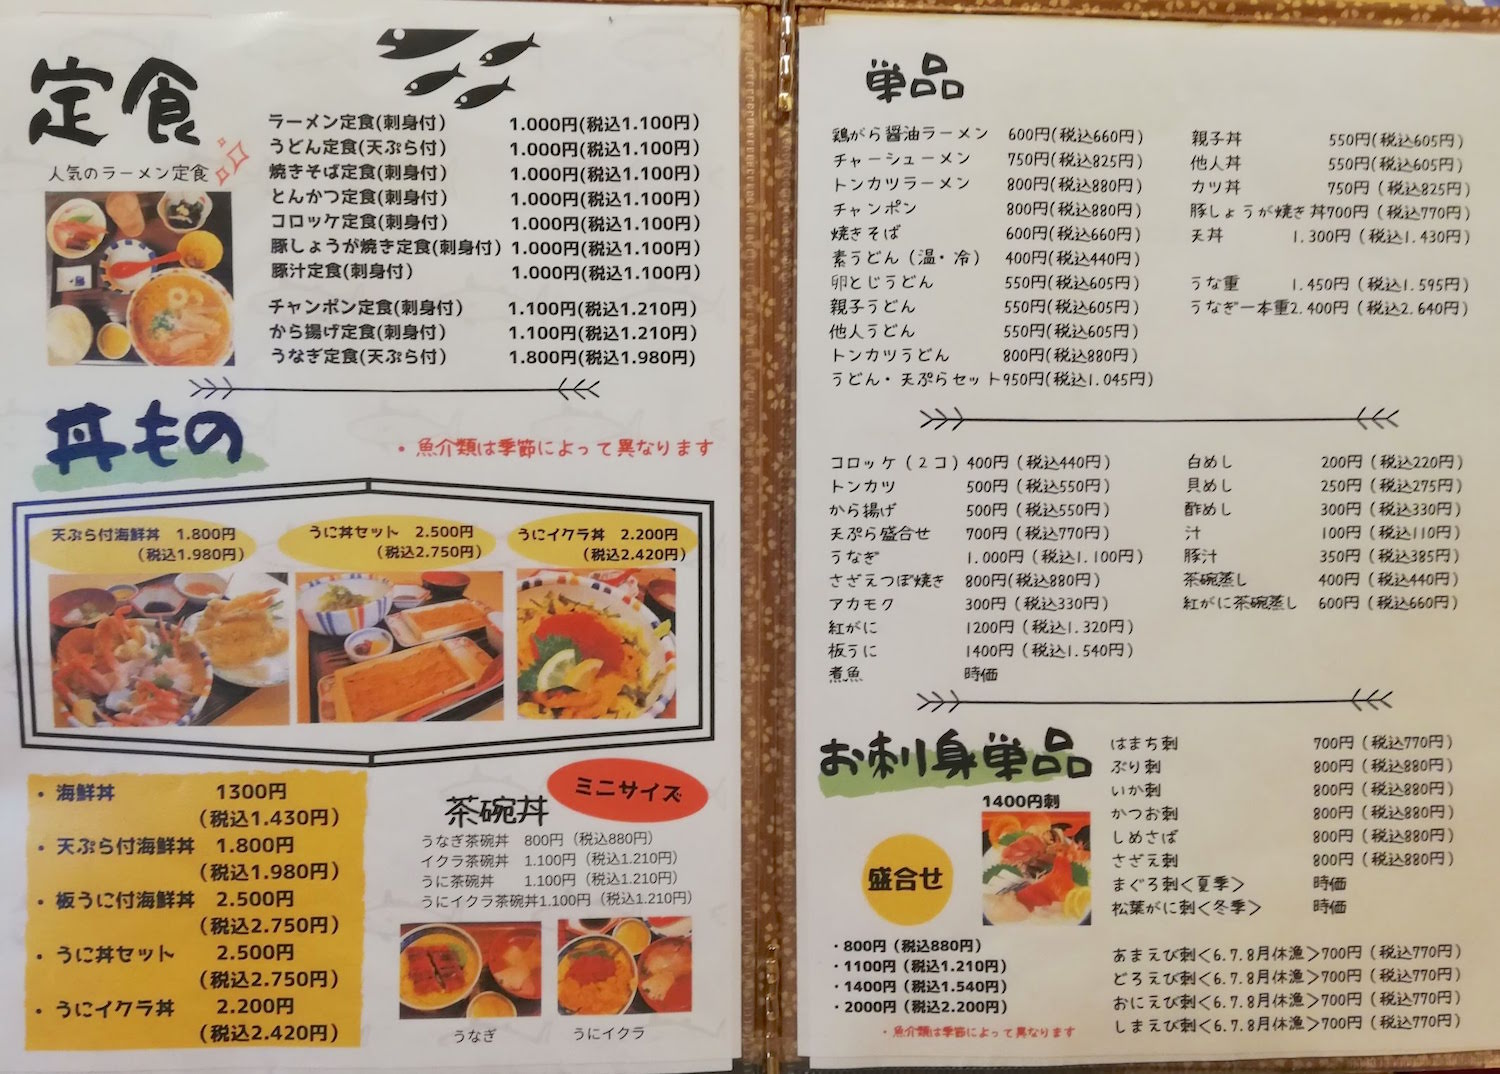 定食
人気のラーメン定食
ラーメン定食(刺身付) 1.000円(税込1.100円)
うどん定食(天ぷら付) 1.000円(税込1.100円)
焼きそば定食(刺身付) 1.000円(税込1.100円)
とんかつ定食(刺身付) 1.000円(税込1.100円)
コロッケ定食(刺身付) 1.000円(税込1.100円)
豚しょうが焼き定食(刺身付) 1.000円(税込1.100円)
豚汁定食(刺身付) 1.000円(税込1.100円)
チャンポン定食(刺身付) 1.100円(税込1.210円)
から揚げ定食(刺身付) 1.100円(税込1.210円)
うなぎ定食(天ぷら付) 1.800円(税込1.980円)
丼もの
・魚介類は季節によって異なります
天ぷら付海鮮丼 1.800円
(税込1.980円)
うに丼セット 2.500円
(税込2.750円)
うにイクラ丼 2.200円
(税込2.420円)
・海鮮丼 1300円
(税込1.430円)
・天ぷら付海鮮丼 1.800円
(税込1.980円)
・板うに付海鮮丼 2.500円
(税込2.750円)
・うに丼セット 2.500円
(税込2.750円)
・うにイクラ丼 2.200円
(税込2.420円)
茶碗丼
ミニサイズ
うなぎ茶碗丼 800円(税込880円)
イクラ茶碗丼 1.100円(税込1.210円)
うに茶碗丼 1.100円(税込1.210円)
うにイクラ茶碗丼1.100円(税込1.210円)
うなぎ
うにイクラ
単品
鶏がら醤油ラーメン 600円(税込660円)
チャーシューメン 750円(税込825円)
トンカツラーメン 800円(税込880円)
チャンポン 800円(税込880円)
焼きそば 600円(税込660円)
素うどん(温・冷) 400円(税込440円)
卵とじうどん 550円(税込605円)
親子うどん 550円(税込605円)
他人うどん 550円(税込605円)
トンカツうどん 800円(税込880円)
うどん・天ぷらセット950円(税込1.045円)
親子丼 550円(税込605円)
他人丼 550円(税込605円)
カツ丼 750円(税込825円)
豚しょうが焼き丼700円(税込770円)
天丼 1.300円(税込1.430円)
うな重 1.450円(税込1.595円)
うなぎ一本重2.400円(税込2.640円)
コロッケ(2コ)400円(税込440円)
トンカツ 500円(税込550円)
から揚げ 500円(税込550円)
天ぷら盛合せ 700円(税込770円)
うなぎ 1.000円(税込1.100円)
さざえつぼ焼き 800円(税込880円)
アカモク 300円(税込330円)
紅がに 1200円(税込1.320円)
板うに 1400円(税込1.540円)
煮魚 時価
白めし 200円(税込220円)
貝めし 250円(税込275円)
酢めし 300円(税込330円)
汁 100円(税込110円)
豚汁 350円(税込385円)
茶碗蒸し 400円(税込440円)
紅がに茶碗蒸し 600円(税込660円)
お刺身単品
1400円刺
盛合せ
・800円(税込880円)
・1100円(税込1.210円)
・1400円(税込1.540円)
・2000円(税込2.200円)
・魚介類は季節によって異なります
はまち刺 700円(税込770円)
ぶり刺 800円(税込880円)
いか刺 800円(税込880円)
かつお刺 800円(税込880円)
しめさば 800円(税込880円)
さざえ刺 800円(税込880円)
まぐろ刺<夏季> 時価
松葉がに刺<冬季> 時価
あまえび刺<6.7.8月休漁>700円(税込770円)
どろえび刺<6.7.8月休漁>700円(税込770円)
おにえび刺<6.7.8月休漁>700円(税込770円)
しまえび刺<6.7.8月休漁>700円(税込770円)